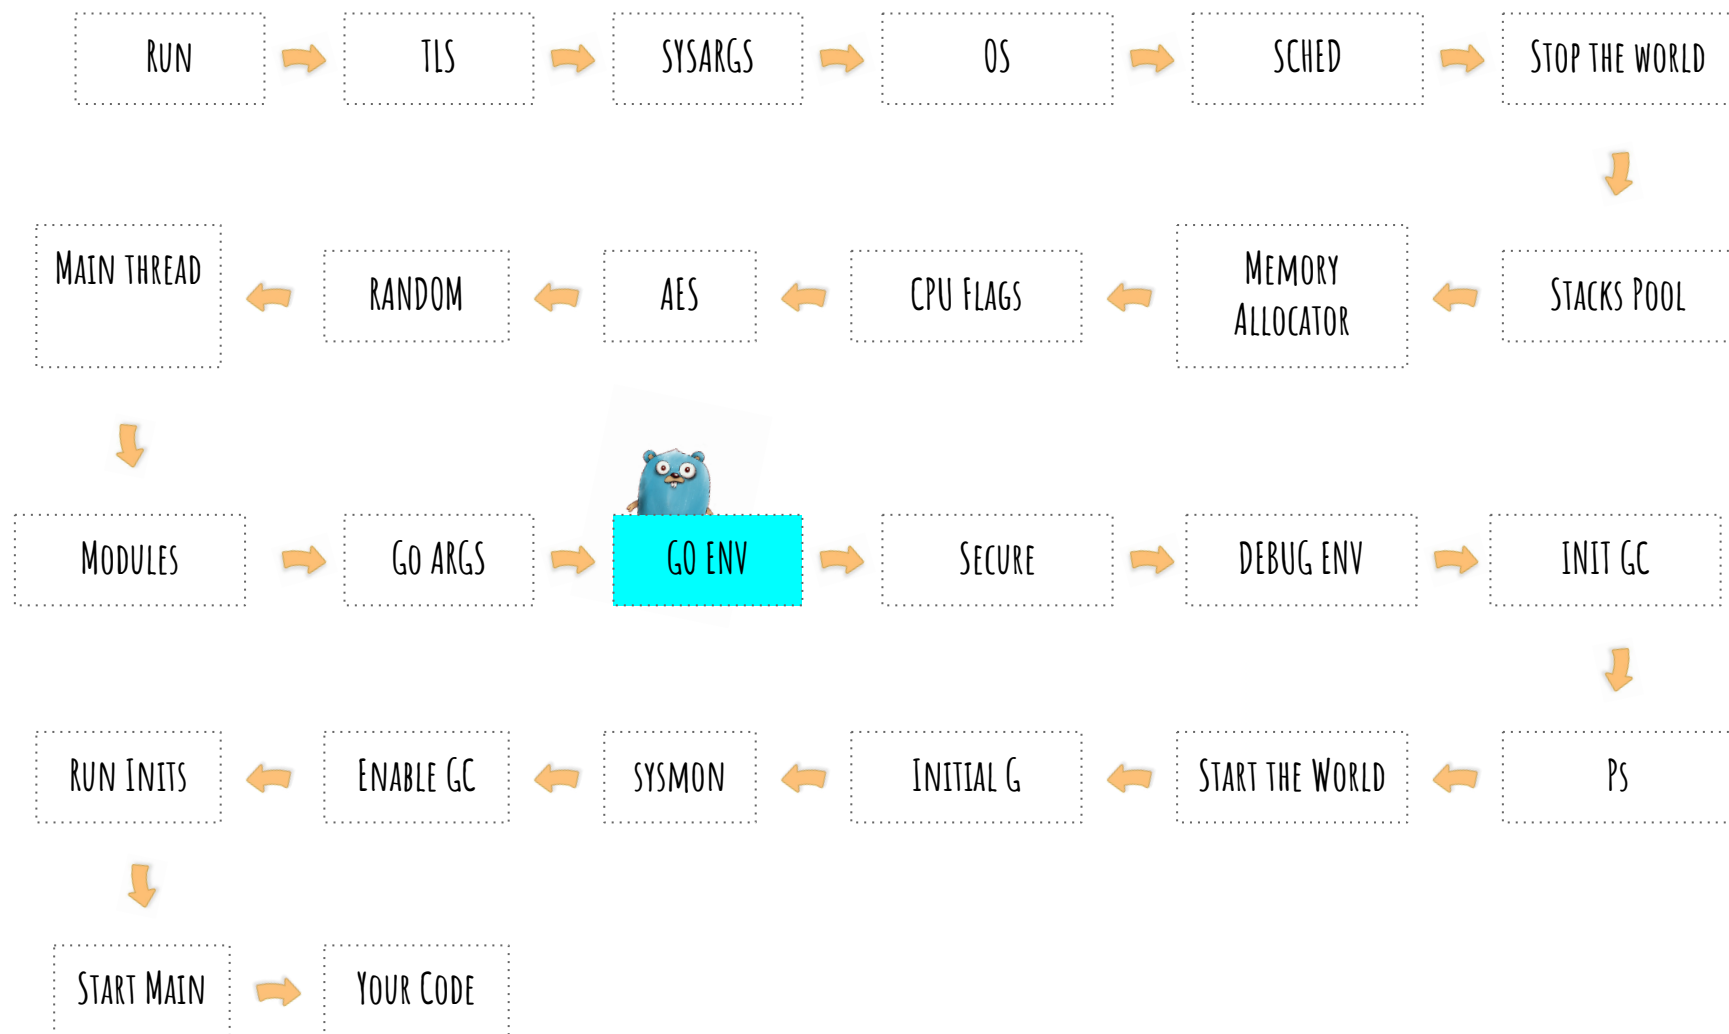 Run
TLS
SYSARGS
OS
SCHED
Stop the world
Main thread
RANDOM
AES
CPU Flags
Memory
Allocator
Stacks Pool
Modules
Go ARGS
GO ENV
Secure
DEBUG ENV
INIT GC
Run Inits
Enable GC
sysmon
Initial G
Start the World
Ps
Start Main
Your Code